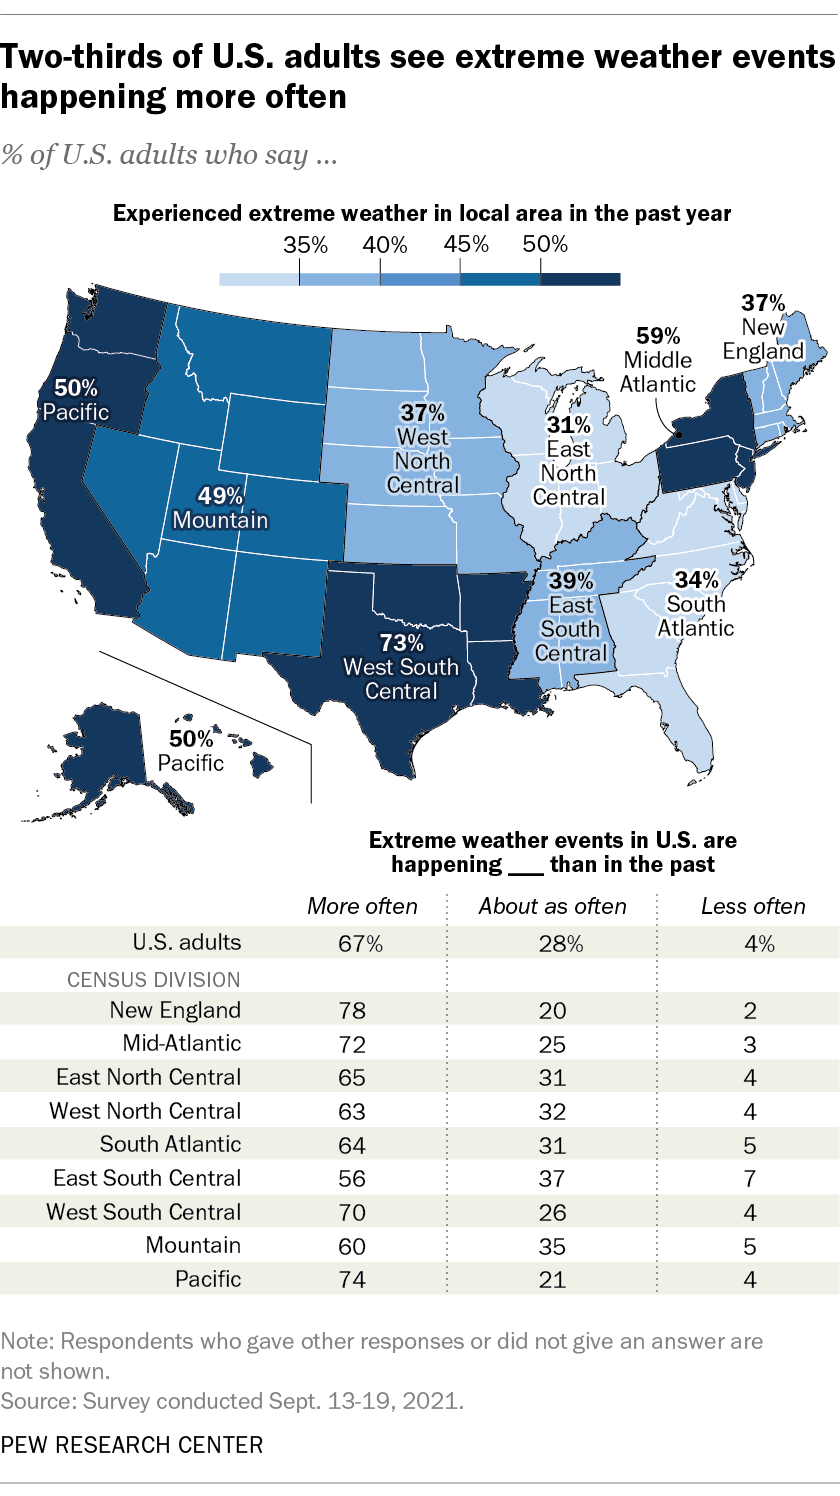 Two-thirds of U.S. adults see extreme weather events
happening more often
% of U.S. adults who say ...
Experienced extreme weather in local area in the past year
35% 40% 45% 50%
37%
New
England
59%
Middle
Atlantic
50%
Pacific
37%
West
North
Central
31%
East
North
Central
49%
Mountain
39%
East
South
Central
34%
South
Atlantic
73%
West South
Central
50%
Pacific
Extreme weather events in U.S. are
happening ___ than in the past
More often About as often Less often
U.S. adults 67% 28% 4%
CENSUS DIVISION
New England 78 20 2
Mid-Atlantic 72 25 3
East North Central 65 31 4
West North Central 63 32 4
South Atlantic 64 31 5
East South Central 56 37 7
West South Central 70 26 4
Mountain 60 35 5
Pacific 74 21 4
Note: Respondents who gave other responses or did not give an answer are
not shown.
Source: Survey conducted Sept. 13-19, 2021.
PEW RESEARCH CENTER